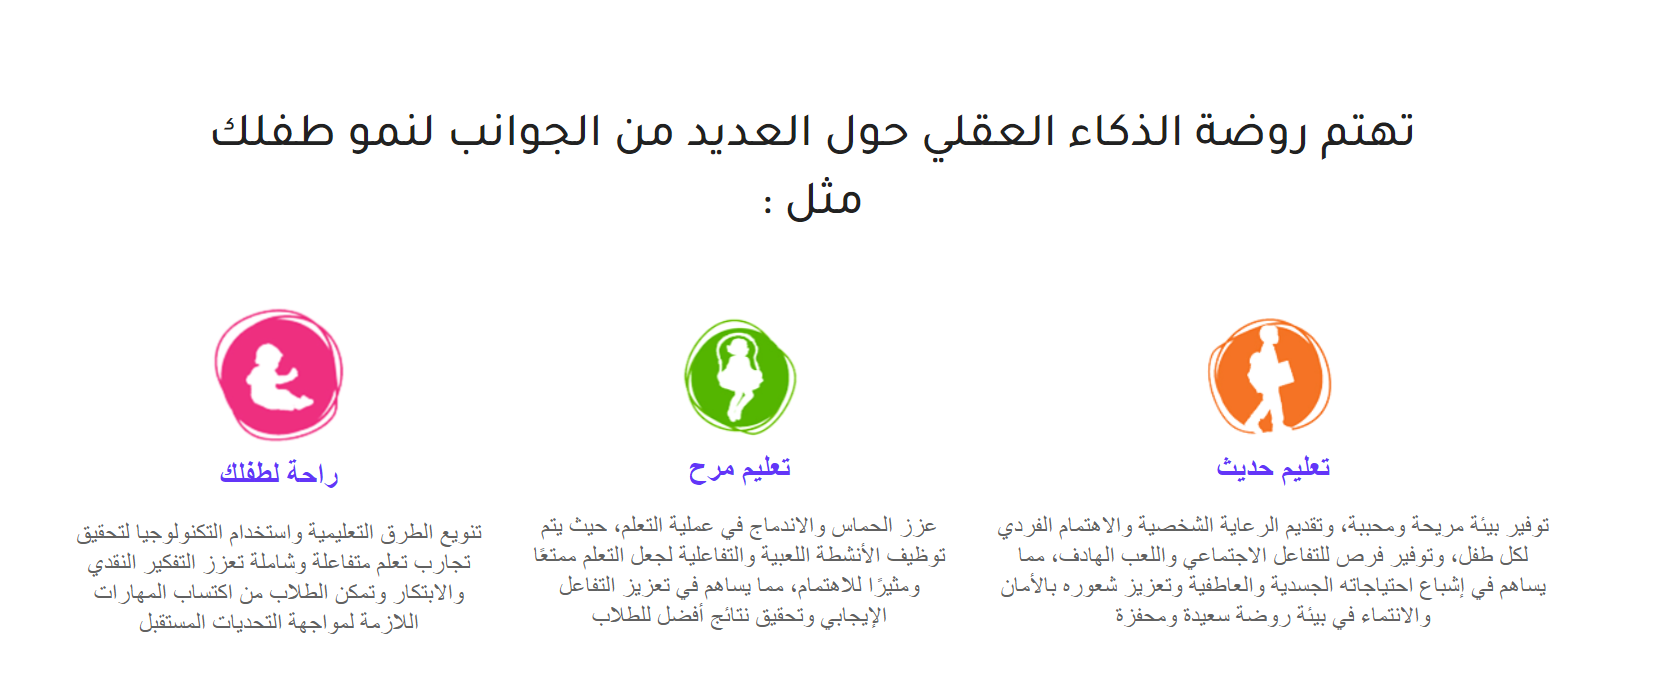 تهتم روضة الذكاء العقلي حول العديد من الجوانب لنمو طفلك
مثل :
تعليم حديث
توفير بيئة مريحة ومحببة، وتقديم الرعاية الشخصية والاهتمام الفردي
لكل طفل، وتوفير فرص للتفاعل الاجتماعي واللعب الهادف، مما
يساهم في إشباع احتياجاته الجسدية والعاطفية وتعزيز شعوره بالأمان
والانتماء في بيئة روضة سعيدة ومحفزة
تعليم مرح
عزز الحماس والاندماج في عملية التعلم، حيث يتم
توظيف الأنشطة اللعبية والتفاعلية لجعل التعلم ممتعًا
ومثيرًا للاهتمام، مما يساهم في تعزيز التفاعل
الإيجابي وتحقيق نتائج أفضل للطلاب
راحة لطفلك
تنويع الطرق التعليمية واستخدام التكنولوجيا لتحقيق
تجارب تعلم متفاعلة وشاملة تعزز التفكير النقدي
والابتكار وتمكن الطلاب من اكتساب المهارات
اللازمة لمواجهة التحديات المستقبل